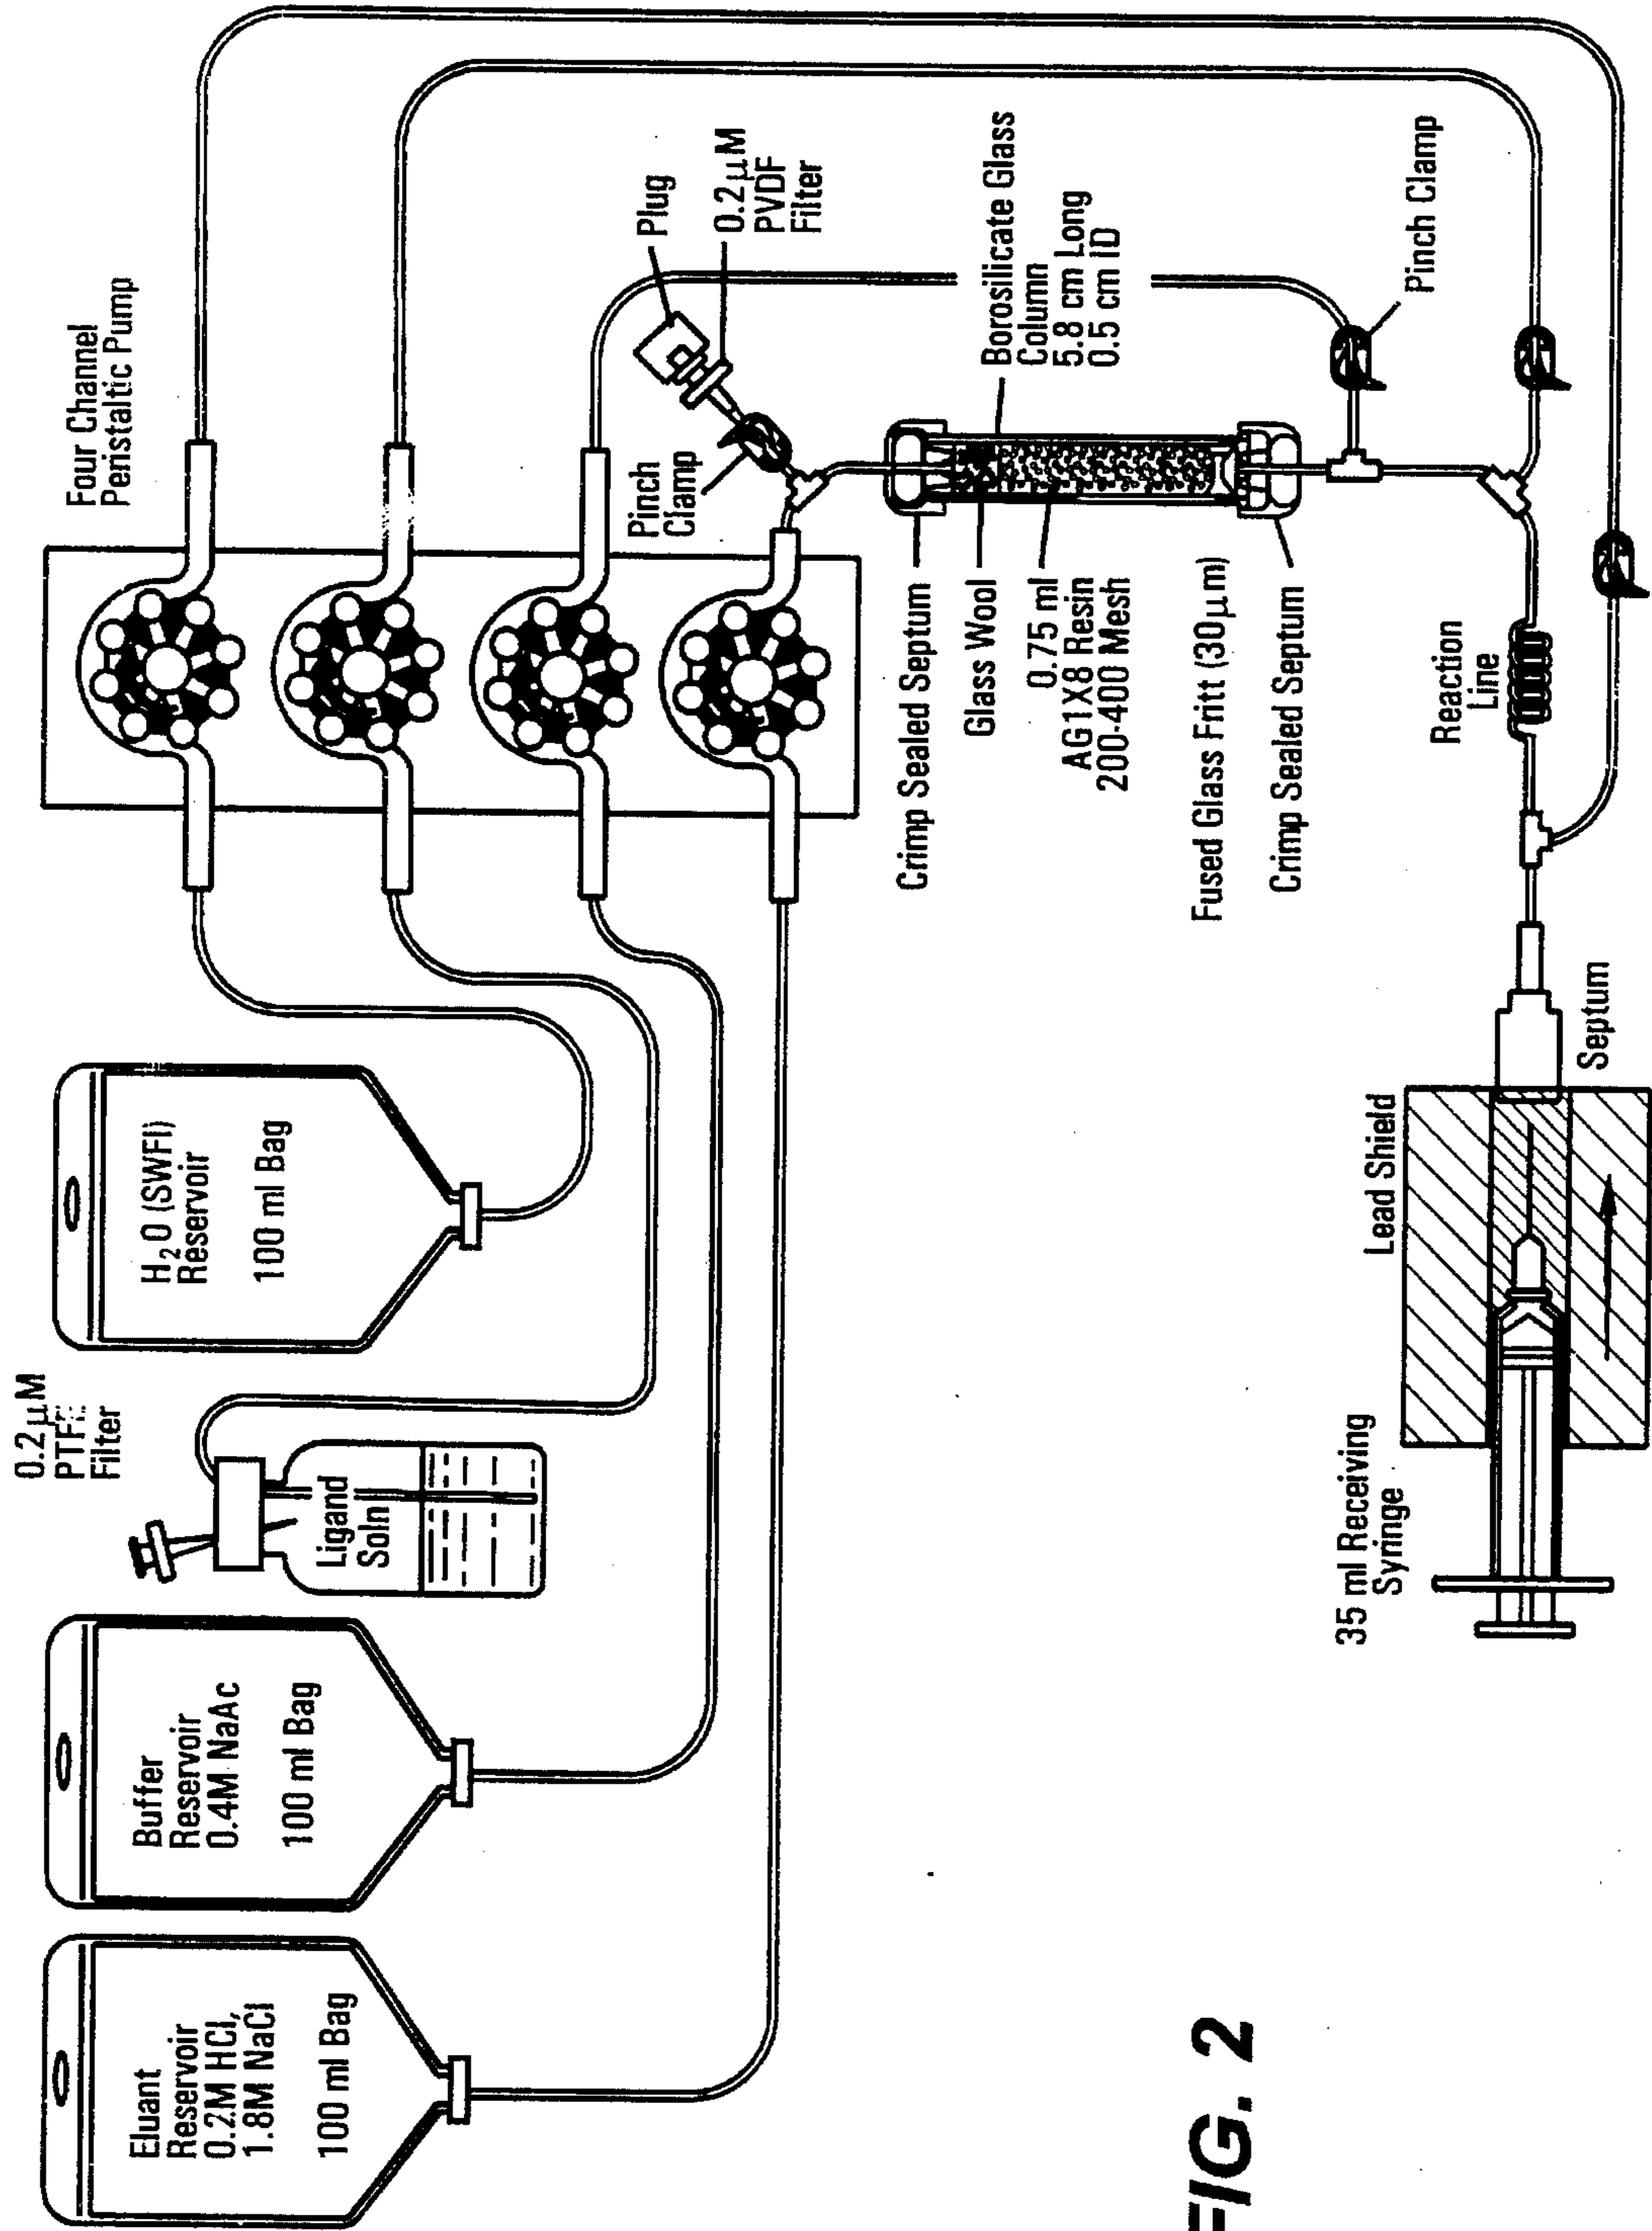 Eluant
Reservoir
0.2M HCl,
1.8M NaCl
100 ml Bag
Buffer
Reservoir
0.4M NaAc
100 ml Bag
0.2µM
Filter
Ligand
Soln
H₂O (SWFI)
Reservoir
100 ml Bag
Four Channel
Peristaltic Pump
Pinch
Clamp
Plug
0.2µM
PVDF
Filter
Crimp Sealed Septum
Glass Wool
0.75 ml
AG1X8 Resin
200-400 Mesh
Borosilicate Glass
Column
5.8 cm Long
0.5 cm ID
Fused Glass Fritt (30µm)
Crimp Sealed Septum
Pinch Clamp
Reaction
Line
35 ml Receiving
Syringe
Lead Shield
Septum
FIG. 2